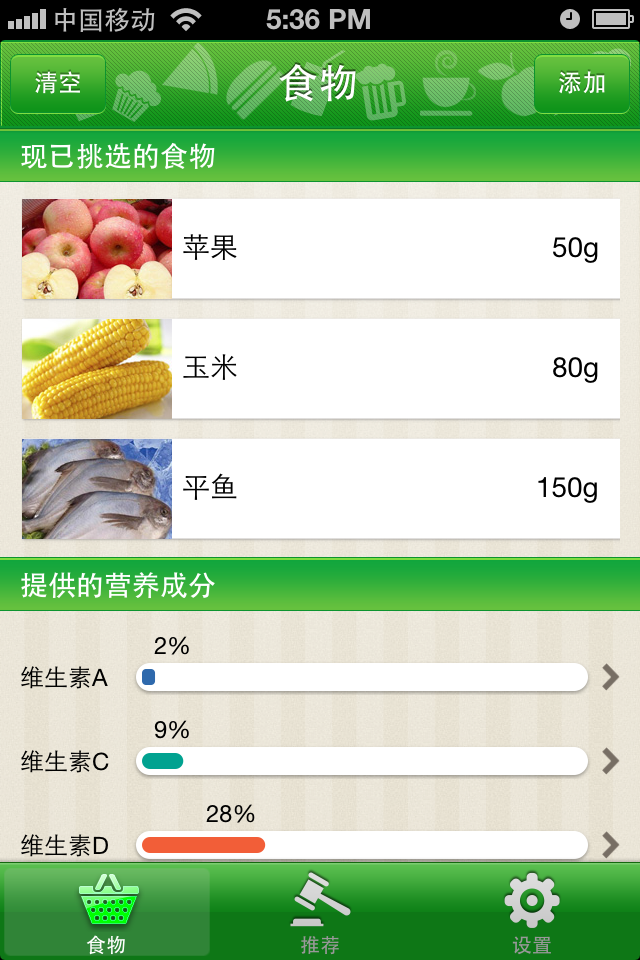 中国移动 5:36 PM
清空 食物 添加
现已挑选的食物
苹果 50g
玉米 80g
平鱼 150g
提供的营养成分
2%
维生素A
9%
维生素C
28%
维生素D
食物 推荐 设置